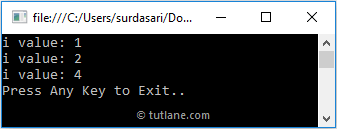 file:///C:/Users/surdasari/Do...
i value: 1
i value: 2
i value: 4
Press Any Key to Exit..
© tutlane.com